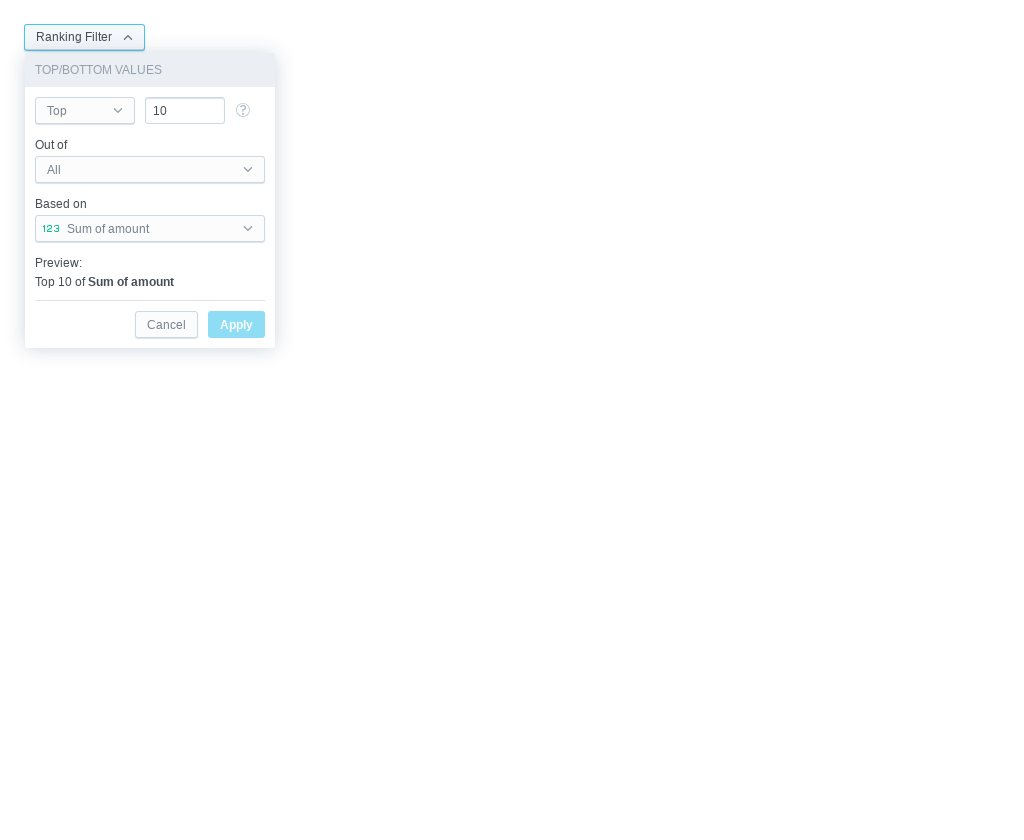 Ranking Filter
TOP/BOTTOM VALUES
Top 10 ?
Out of
All
Based on
123 Sum of amount
Preview:
Top 10 of Sum of amount
Cancel Apply